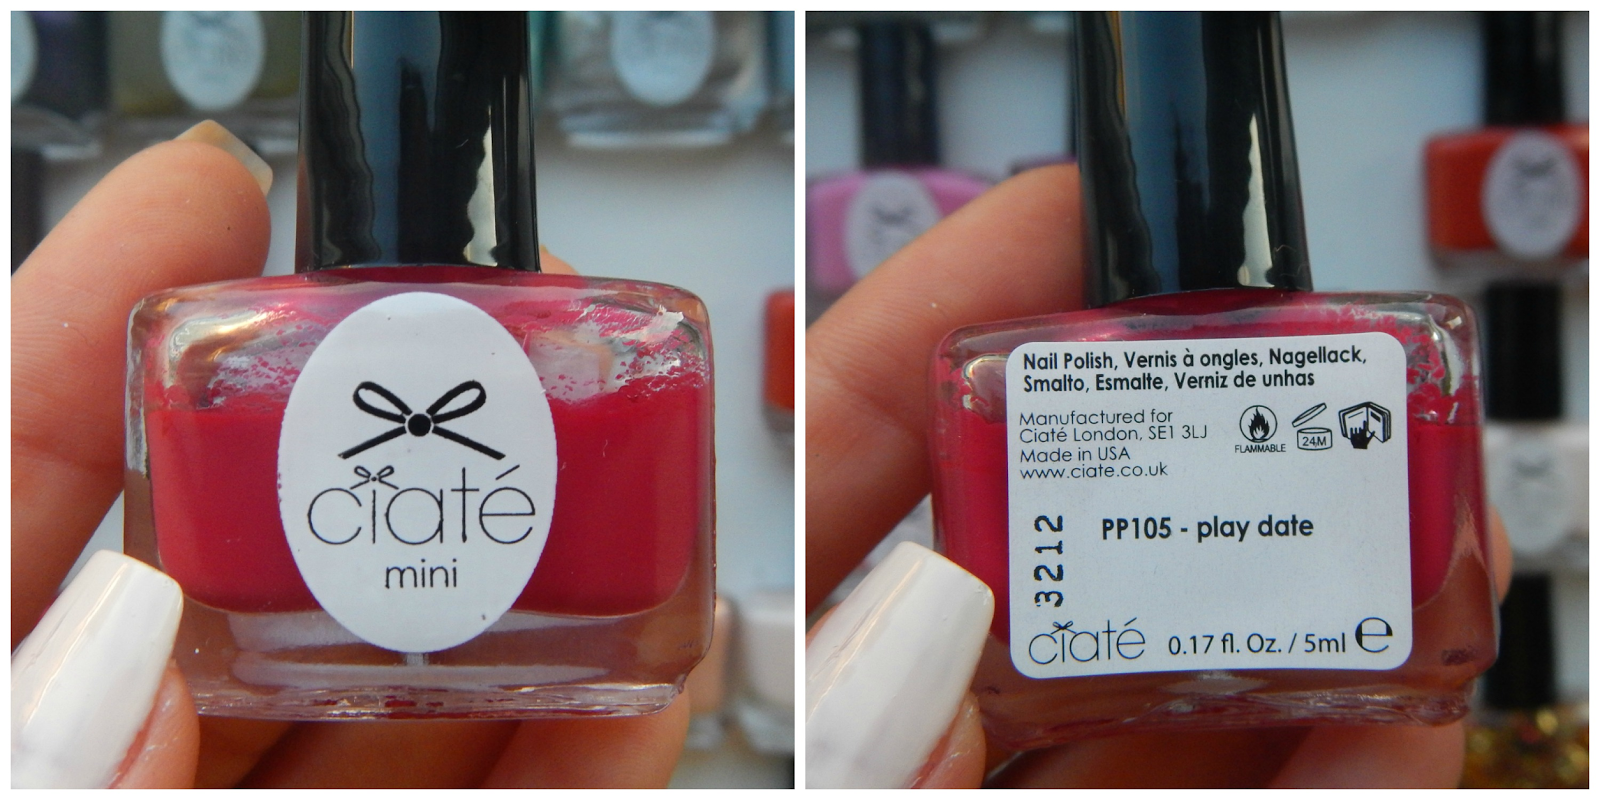 ciaté
mini
Nail Polish, Vernis à ongles, Nagellack,
Smalto, Esmalte, Verniz de unhas
Manufactured for
Ciaté London, SE1 3LJ
Made in USA
www.ciate.co.uk
FLAMMABLE
24M
PP105 - play date
3212
ciaté
0.17 fl. Oz. / 5ml e